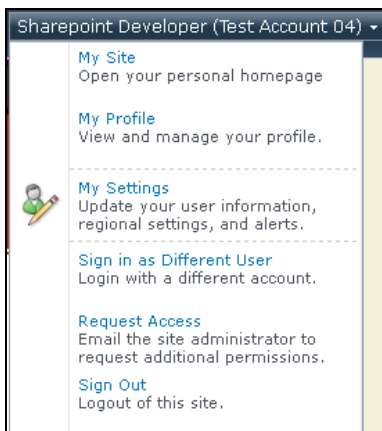 Sharepoint Developer (Test Account 04)
My Site
Open your personal homepage
My Profile
View and manage your profile.
My Settings
Update your user information,
regional settings, and alerts.
Sign in as Different User
Login with a different account.
Request Access
Email the site administrator to
request additional permissions.
Sign Out
Logout of this site.